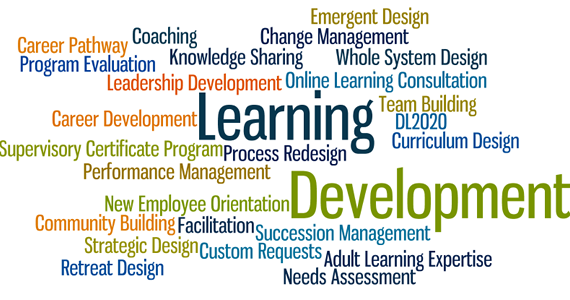 Emergent Design
Coaching
Change Management
Career Pathway
Knowledge Sharing
Whole System Design
Program Evaluation
Leadership Development
Online Learning Consultation
Learning
Team Building
Career Development
DL2020
Curriculum Design
Supervisory Certificate Program
Process Redesign
Performance Management
Development
New Employee Orientation
Community Building
Facilitation
Succession Management
Strategic Design
Custom Requests
Adult Learning Expertise
Retreat Design
Needs Assessment